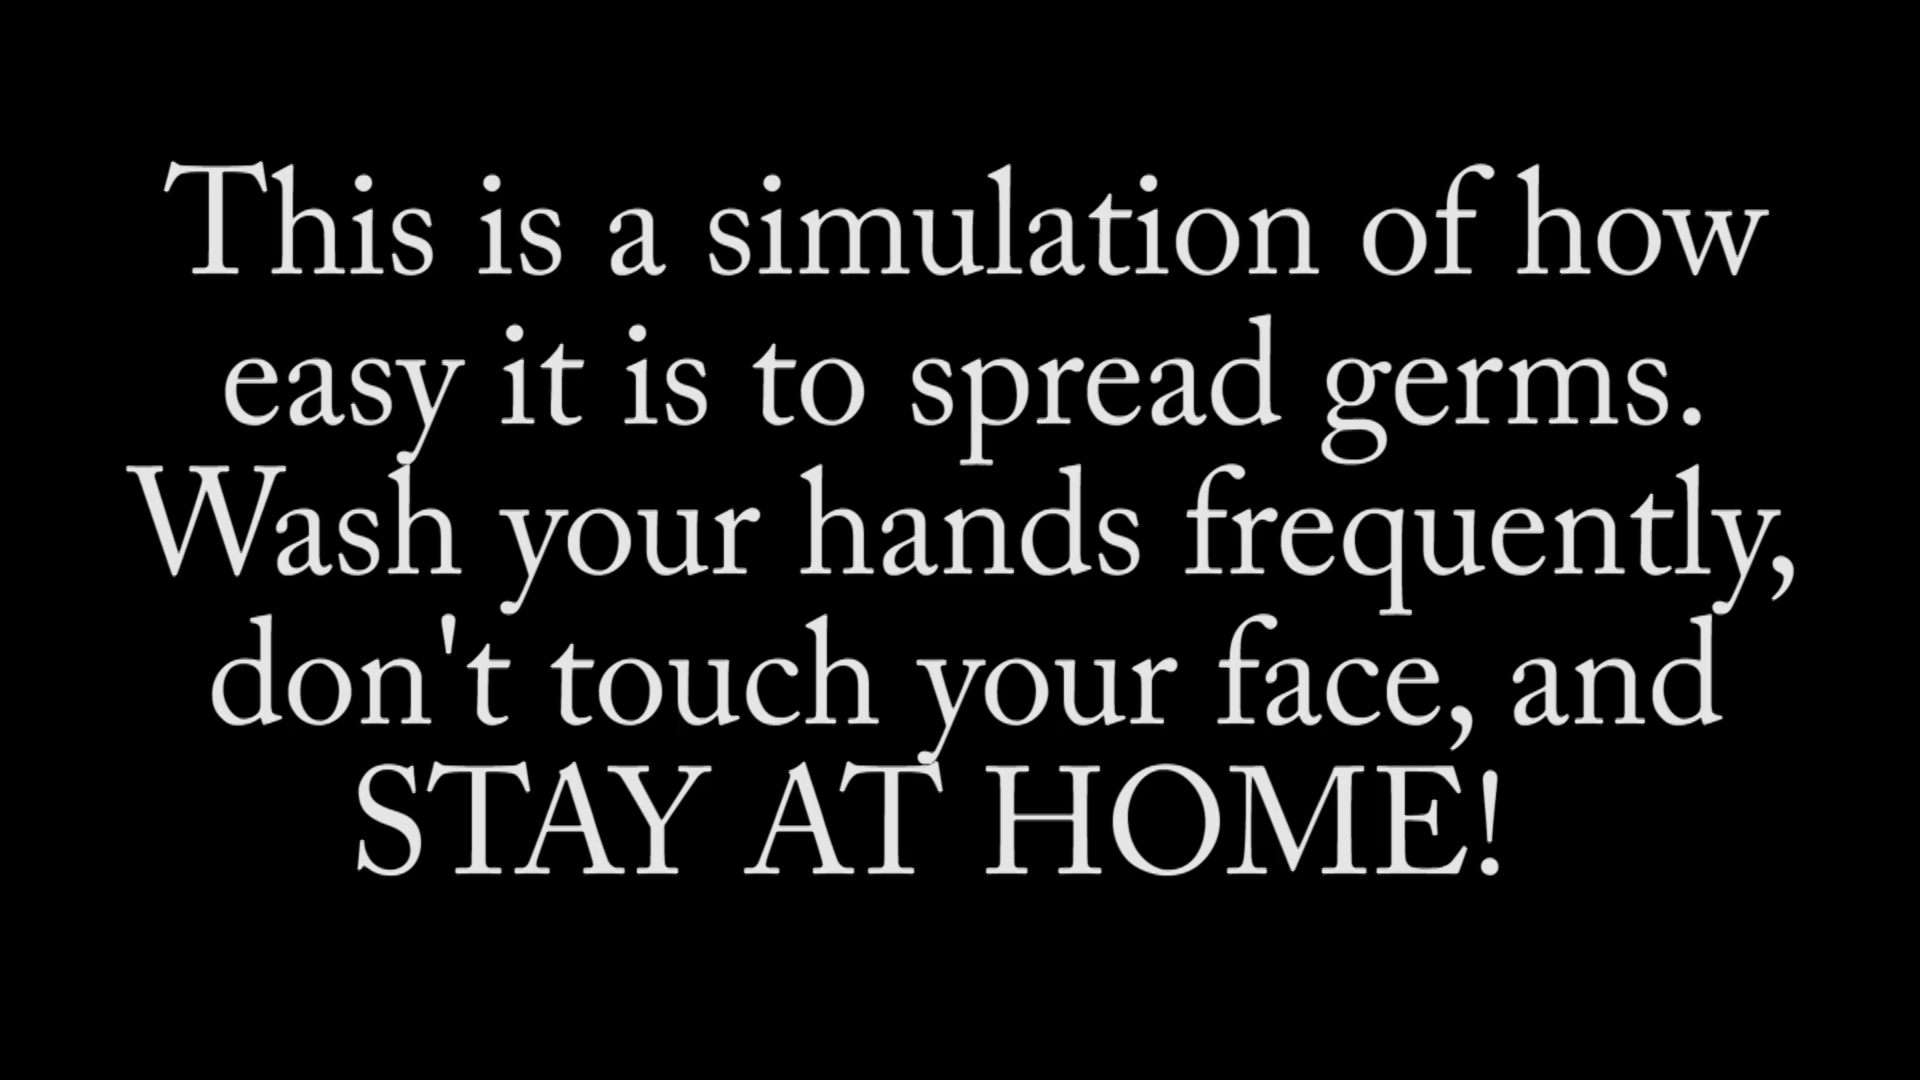 This is a simulation of how
easy it is to spread germs.
Wash your hands frequently,
don't touch your face, and
STAY AT HOME!